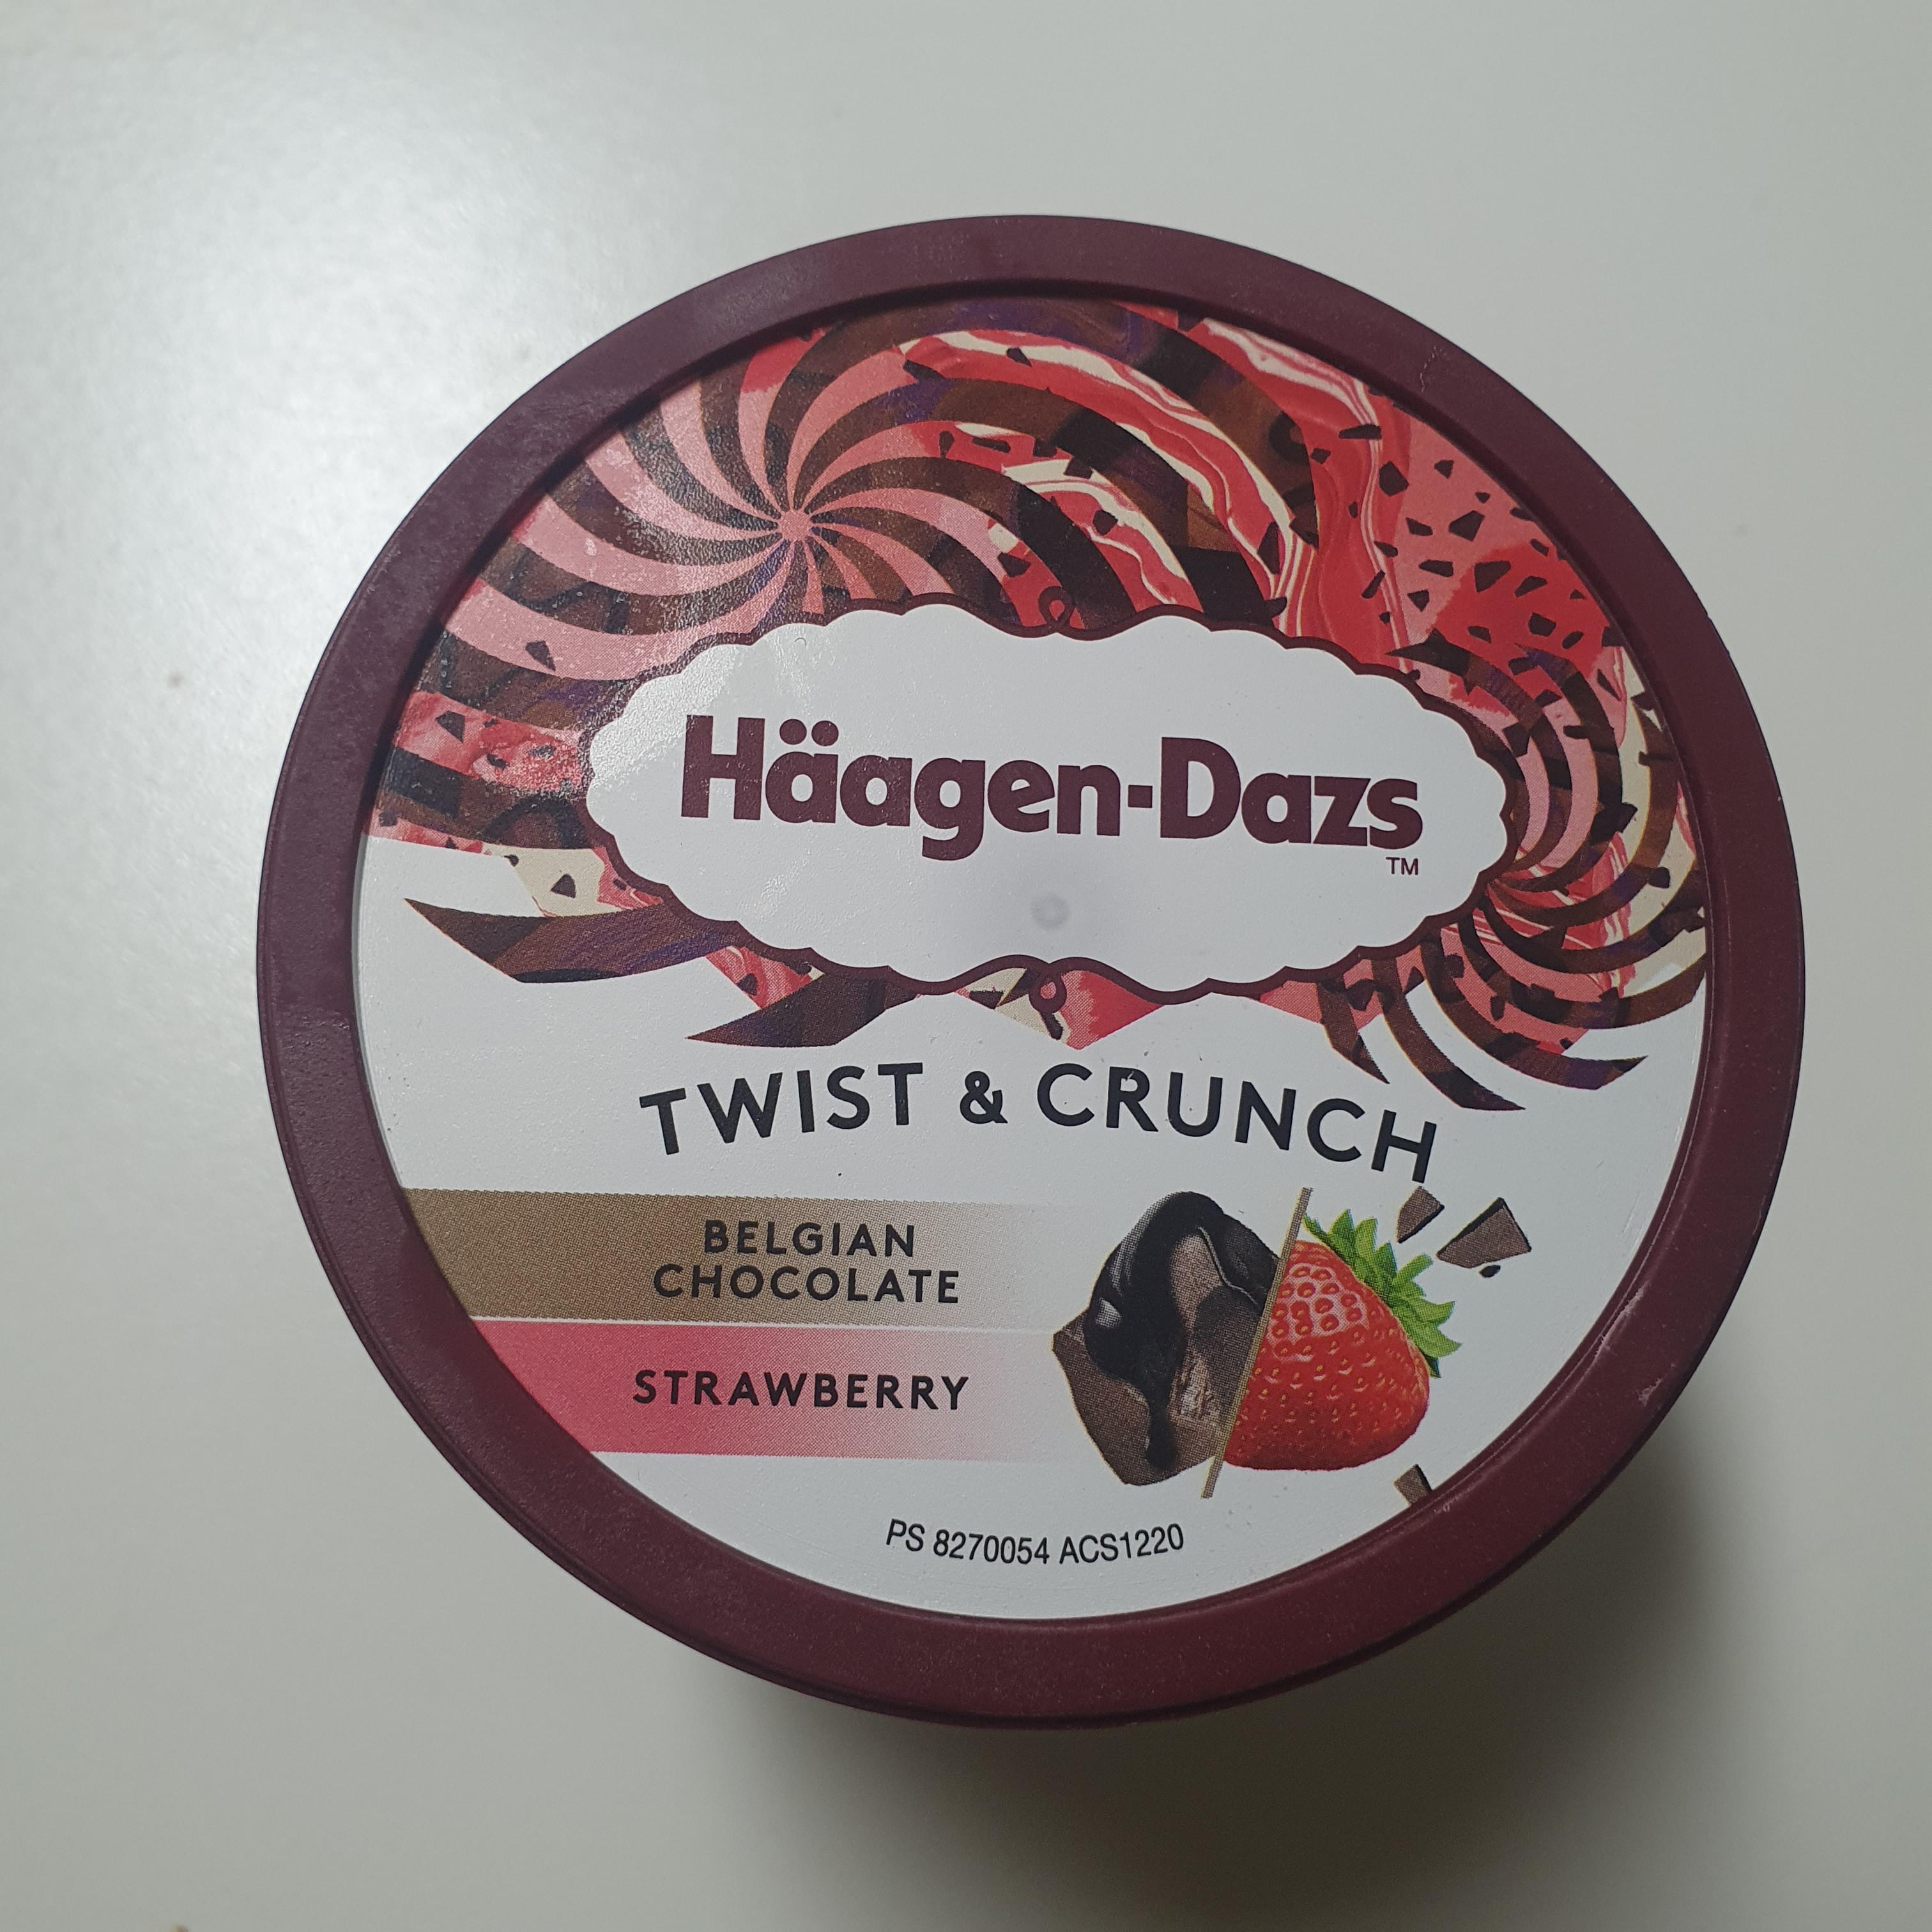 Häagen-Dazs
TM
TWIST & CRUNCH
BELGIAN
CHOCOLATE
STRAWBERRY
PS 8270054 ACS1220